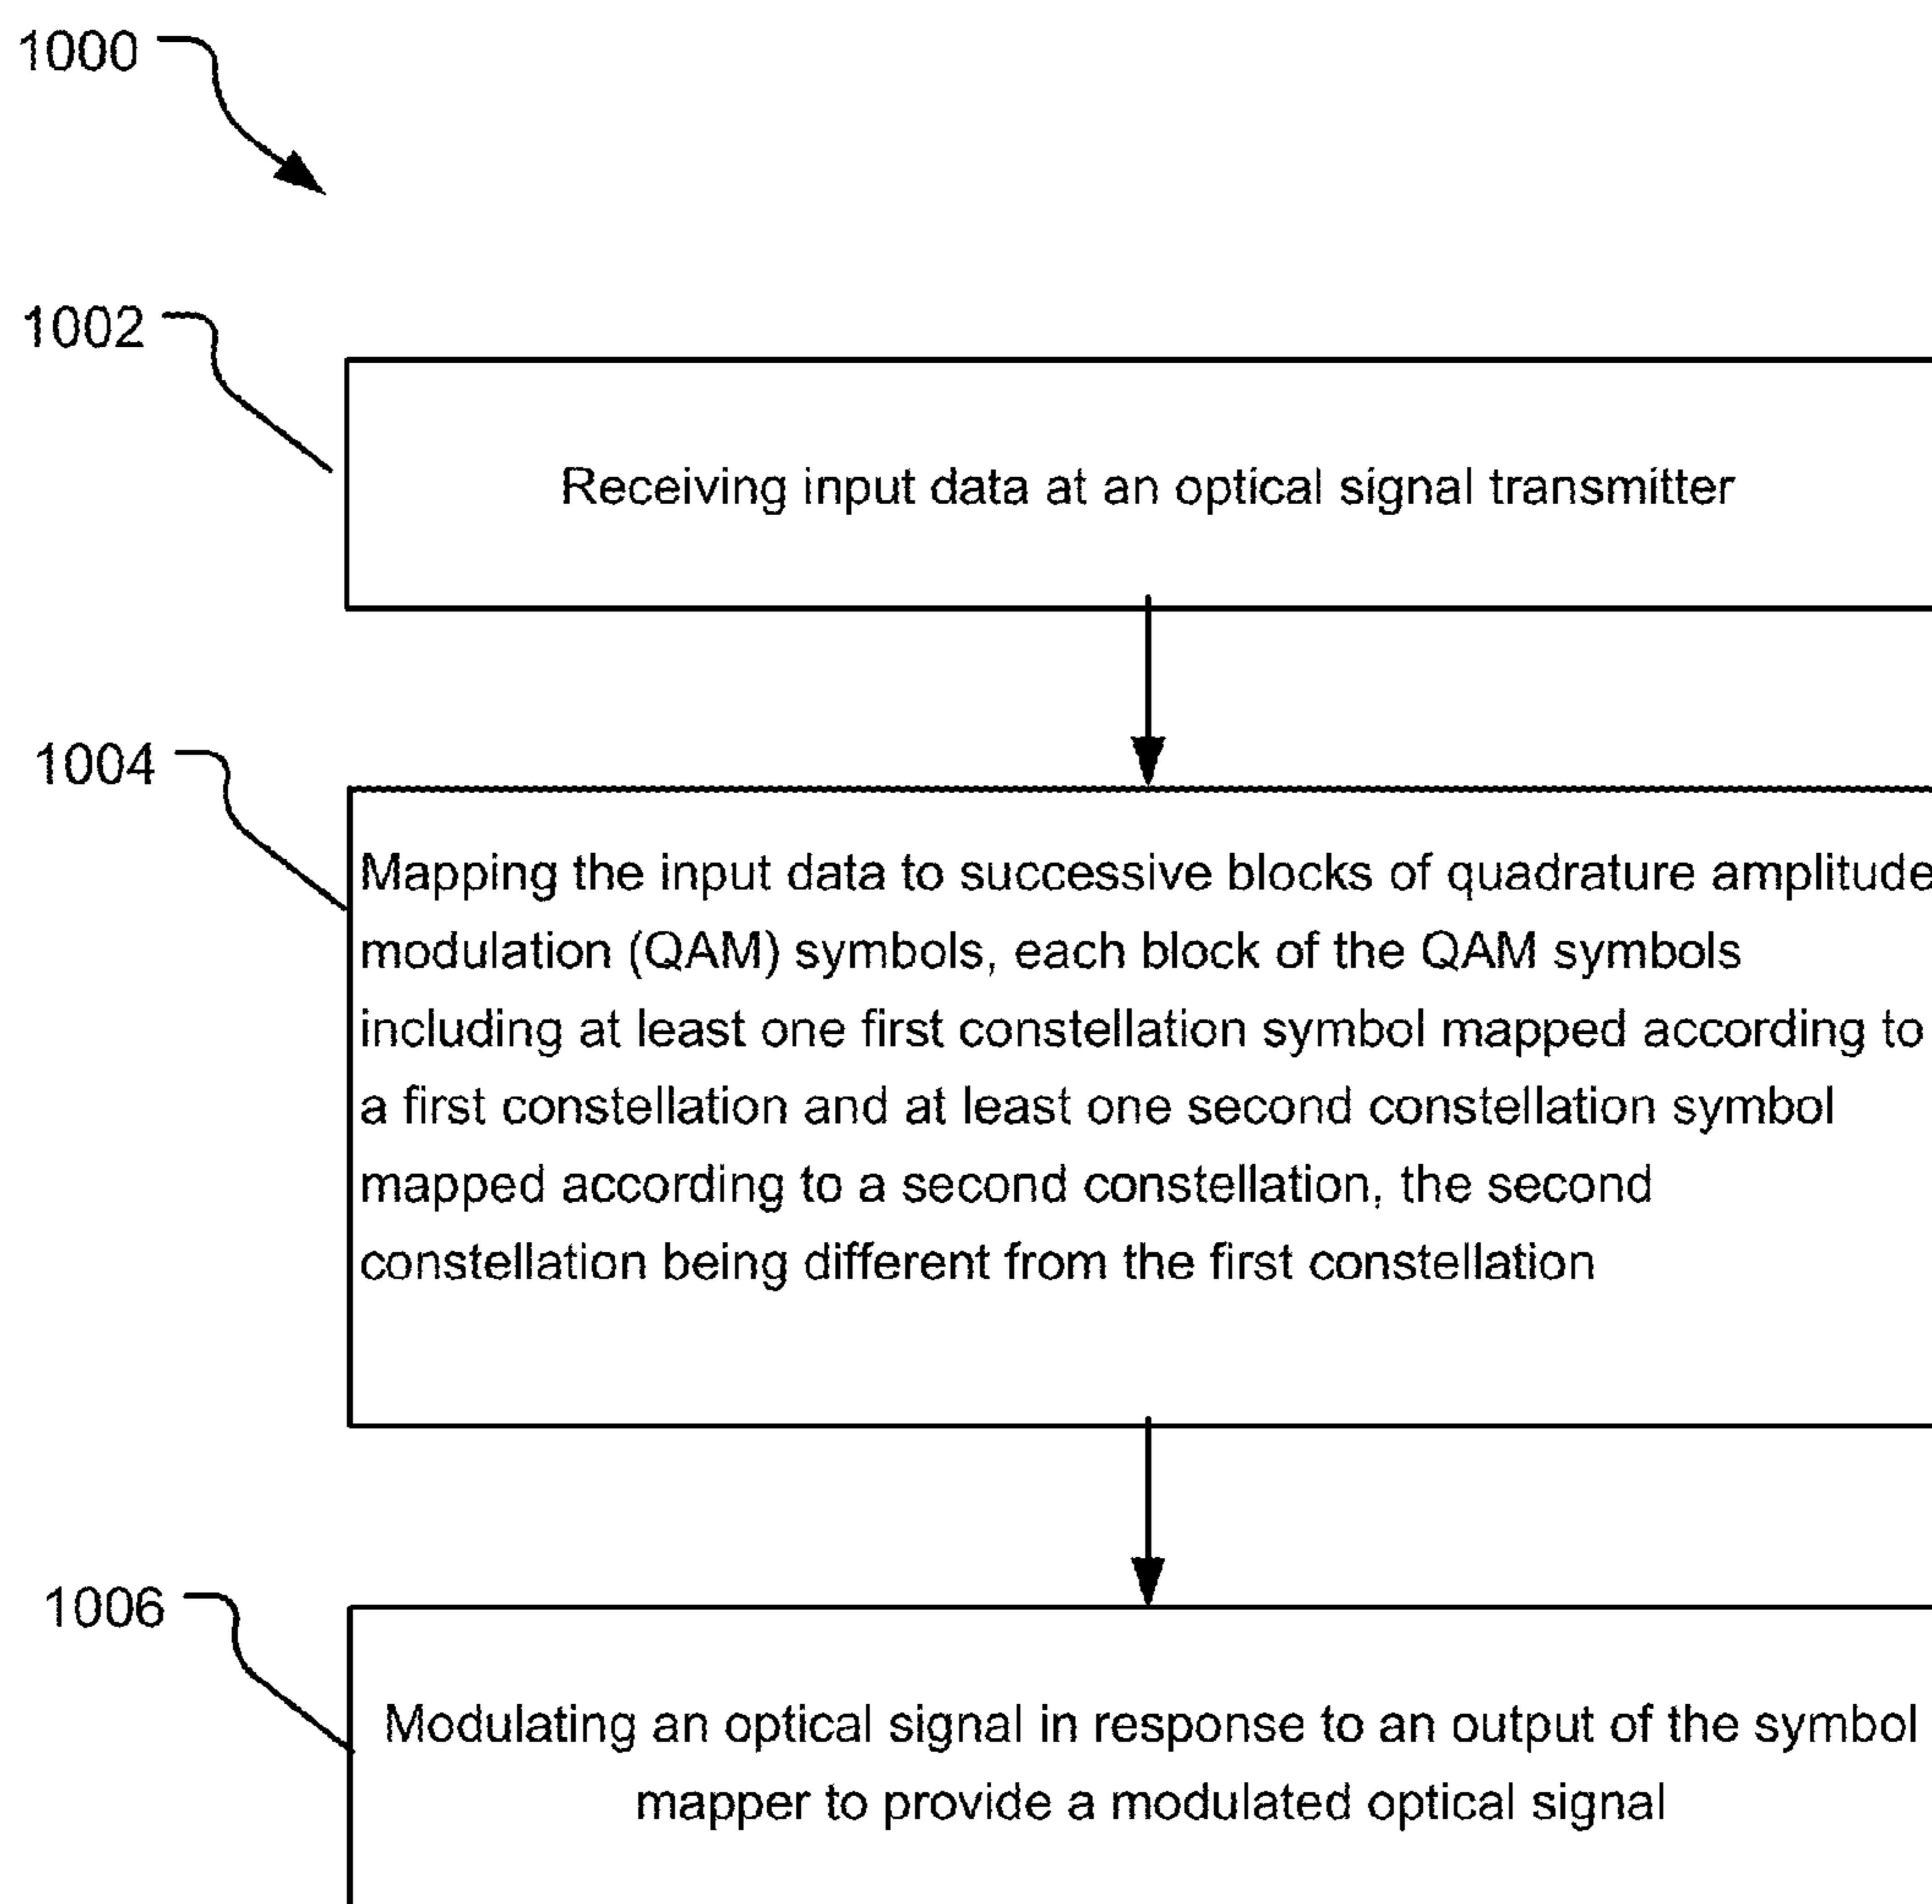 1000
1002
Receiving input data at an optical signal transmitter
1004
Mapping the input data to successive blocks of quadrature amplitude
modulation (QAM) symbols, each block of the QAM symbols
including at least one first constellation symbol mapped according to
a first constellation and at least one second constellation symbol
mapped according to a second constellation, the second
constellation being different from the first constellation
1006
Modulating an optical signal in response to an output of the symbol
mapper to provide a modulated optical signal